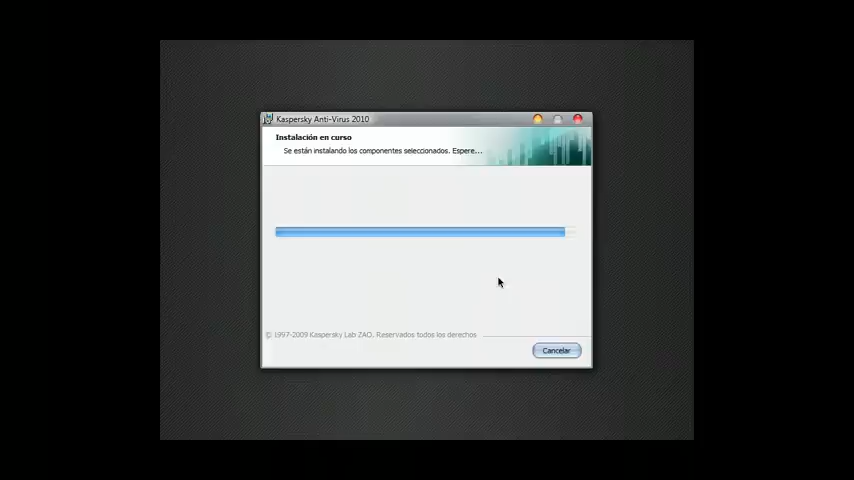 Kaspersky Anti-Virus 2010
Instalación en curso
Se están instalando los componentes seleccionados. Espere...
© 1997-2009 Kaspersky Lab ZAO. Reservados todos los derechos
Cancelar